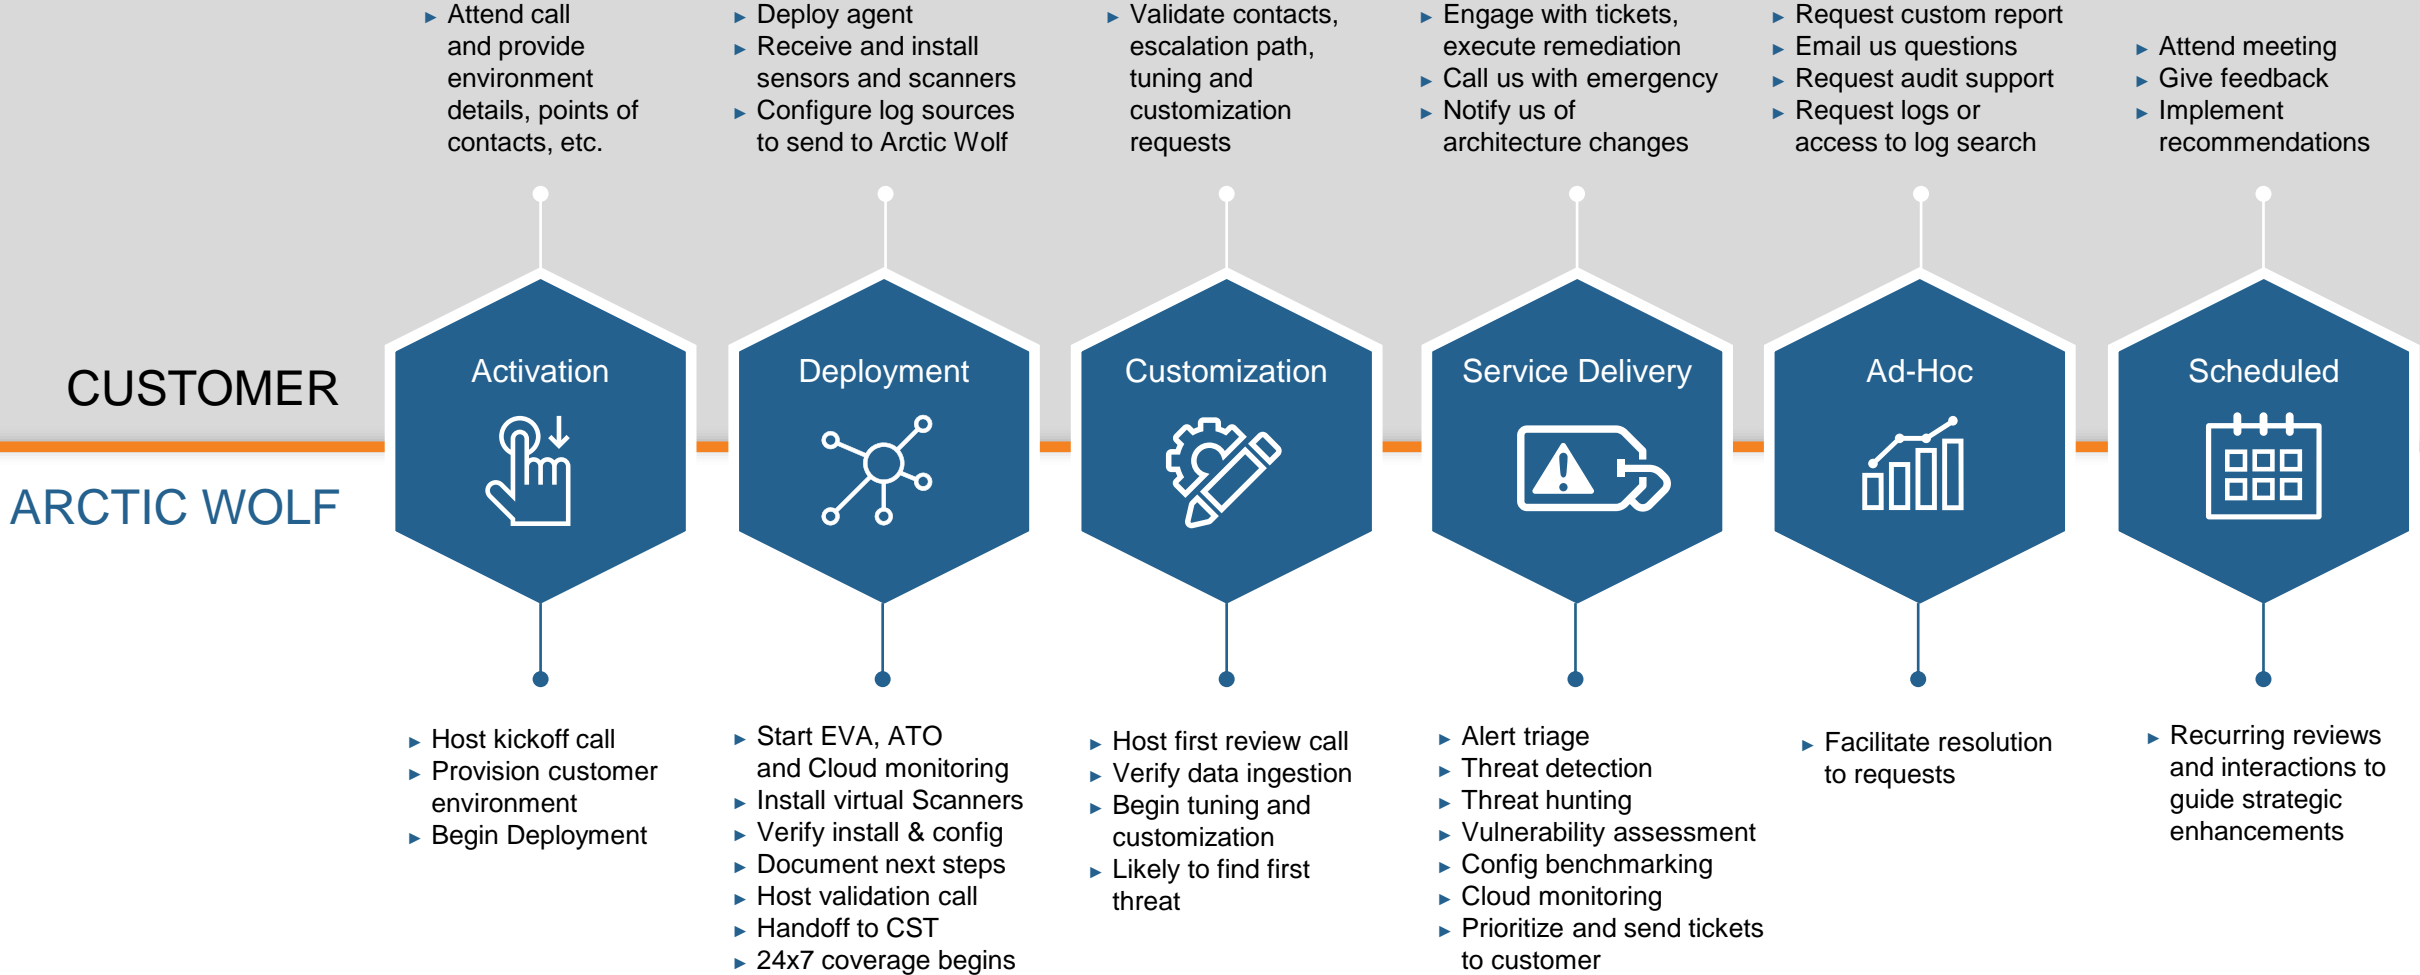 ► Attend call
and provide
environment
details, points of
contacts, etc.
► Deploy agent
► Receive and install
sensors and scanners
► Configure log sources
to send to Arctic Wolf
► Validate contacts,
escalation path,
tuning and
customization
requests
► Engage with tickets,
execute remediation
► Call us with emergency
► Notify us of
architecture changes
► Request custom report
► Email us questions
► Request audit support
► Request logs or
access to log search
► Attend meeting
► Give feedback
► Implement
recommendations
CUSTOMER
ARCTIC WOLF
Activation
Deployment
Customization
Service Delivery
Ad-Hoc
Scheduled
► Host kickoff call
► Provision customer
environment
► Begin Deployment
► Start EVA, ATO
and Cloud monitoring
► Install virtual Scanners
► Verify install & config
► Document next steps
► Host validation call
► Handoff to CST
► 24x7 coverage begins
► Host first review call
► Verify data ingestion
► Begin tuning and
customization
► Likely to find first
threat
► Alert triage
► Threat detection
► Threat hunting
► Vulnerability assessment
► Config benchmarking
► Cloud monitoring
► Prioritize and send tickets
to customer
► Facilitate resolution
to requests
► Recurring reviews
and interactions to
guide strategic
enhancements